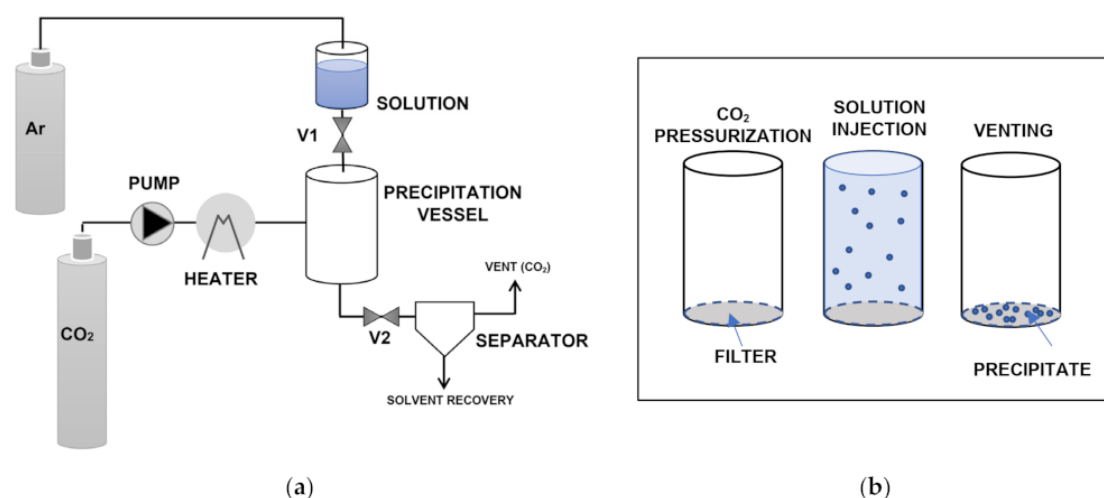 Ar
SOLUTION
V1
PUMP
PRECIPITATION
VESSEL
HEATER
CO₂
VENT (CO₂)
V2
SEPARATOR
SOLVENT RECOVERY
(a)
CO₂
PRESSURIZATION
SOLUTION
INJECTION
VENTING
FILTER
PRECIPITATE
(b)